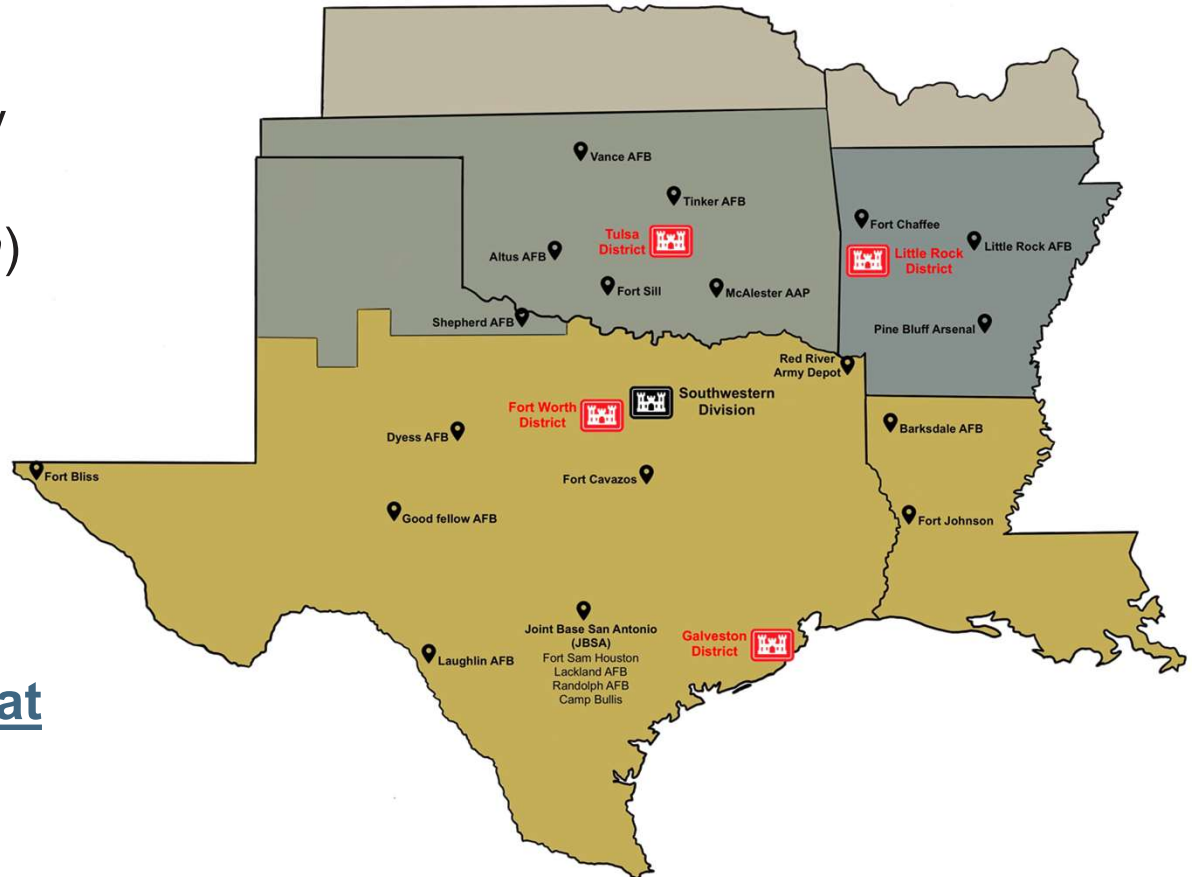 y
)
at
Vance AFB
Tinker AFB
Tulsa
District
Altus AFB
Fort Sill
McAlester AAP
Shepherd AFB
Fort Chaffee
Little Rock AFB
Little Rock
District
Pine Bluff Arsenal
Red River
Army Depot
Southwestern
Division
Fort Worth
District
Dyess AFB
Barksdale AFB
Fort Bliss
Fort Cavazos
Good fellow AFB
Fort Johnson
Joint Base San Antonio
(JBSA)
Fort Sam Houston
Lackland AFB
Randolph AFB
Camp Bullis
Galveston
District
Laughlin AFB